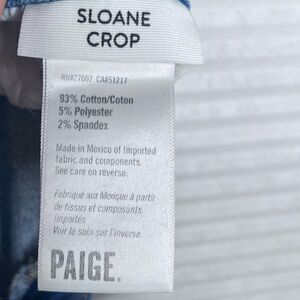 SLOANE
CROP
RN#27002 CA#51217
93% Cotton/Coton
5% Polyester
2% Spandex
Made in Mexico of Imported
fabric and components.
See care on reverse.
Fabriqué aux Mexique à partir
de tissus et composants
importés
Voir le soin sur l'inverse
PAIGE.